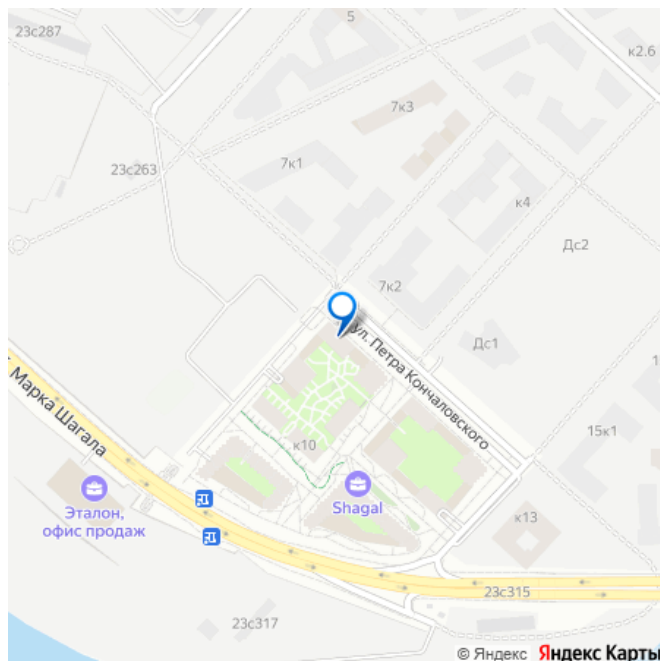 23с287
5
к2.6
7к3
23с263
7к1
к4
Дс2
7к2
ул. Петра Кончаловского
Дс1
Марка Шагала
15к1
к10
Эталон,
офис продаж
Shagal
к13
23с315
23с317
© Яндекс Яндекс Карты